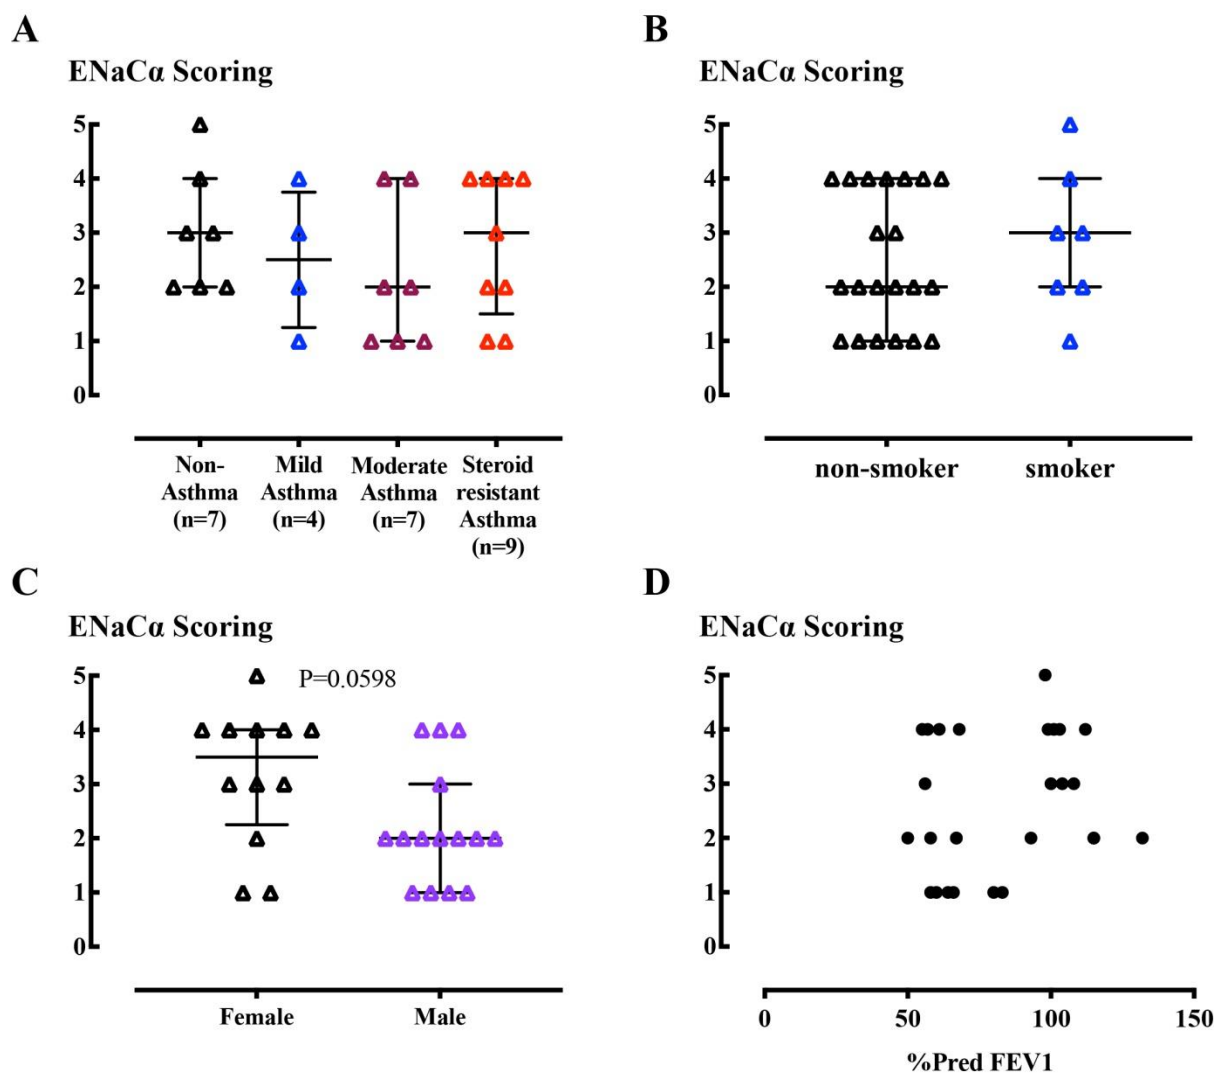 A
ENaCα Scoring
5
4
3
2
1
0
Non-
Asthma
(n=7)
Mild
Asthma
(n=4)
Moderate
Asthma
(n=7)
Steroid
resistant
Asthma
(n=9)
B
ENaCα Scoring
5
4
3
2
1
0
non-smoker
smoker
C
ENaCα Scoring
P=0.0598
5
4
3
2
1
0
Female
Male
D
ENaCα Scoring
5
4
3
2
1
0
0
50
100
150
%Pred FEV1